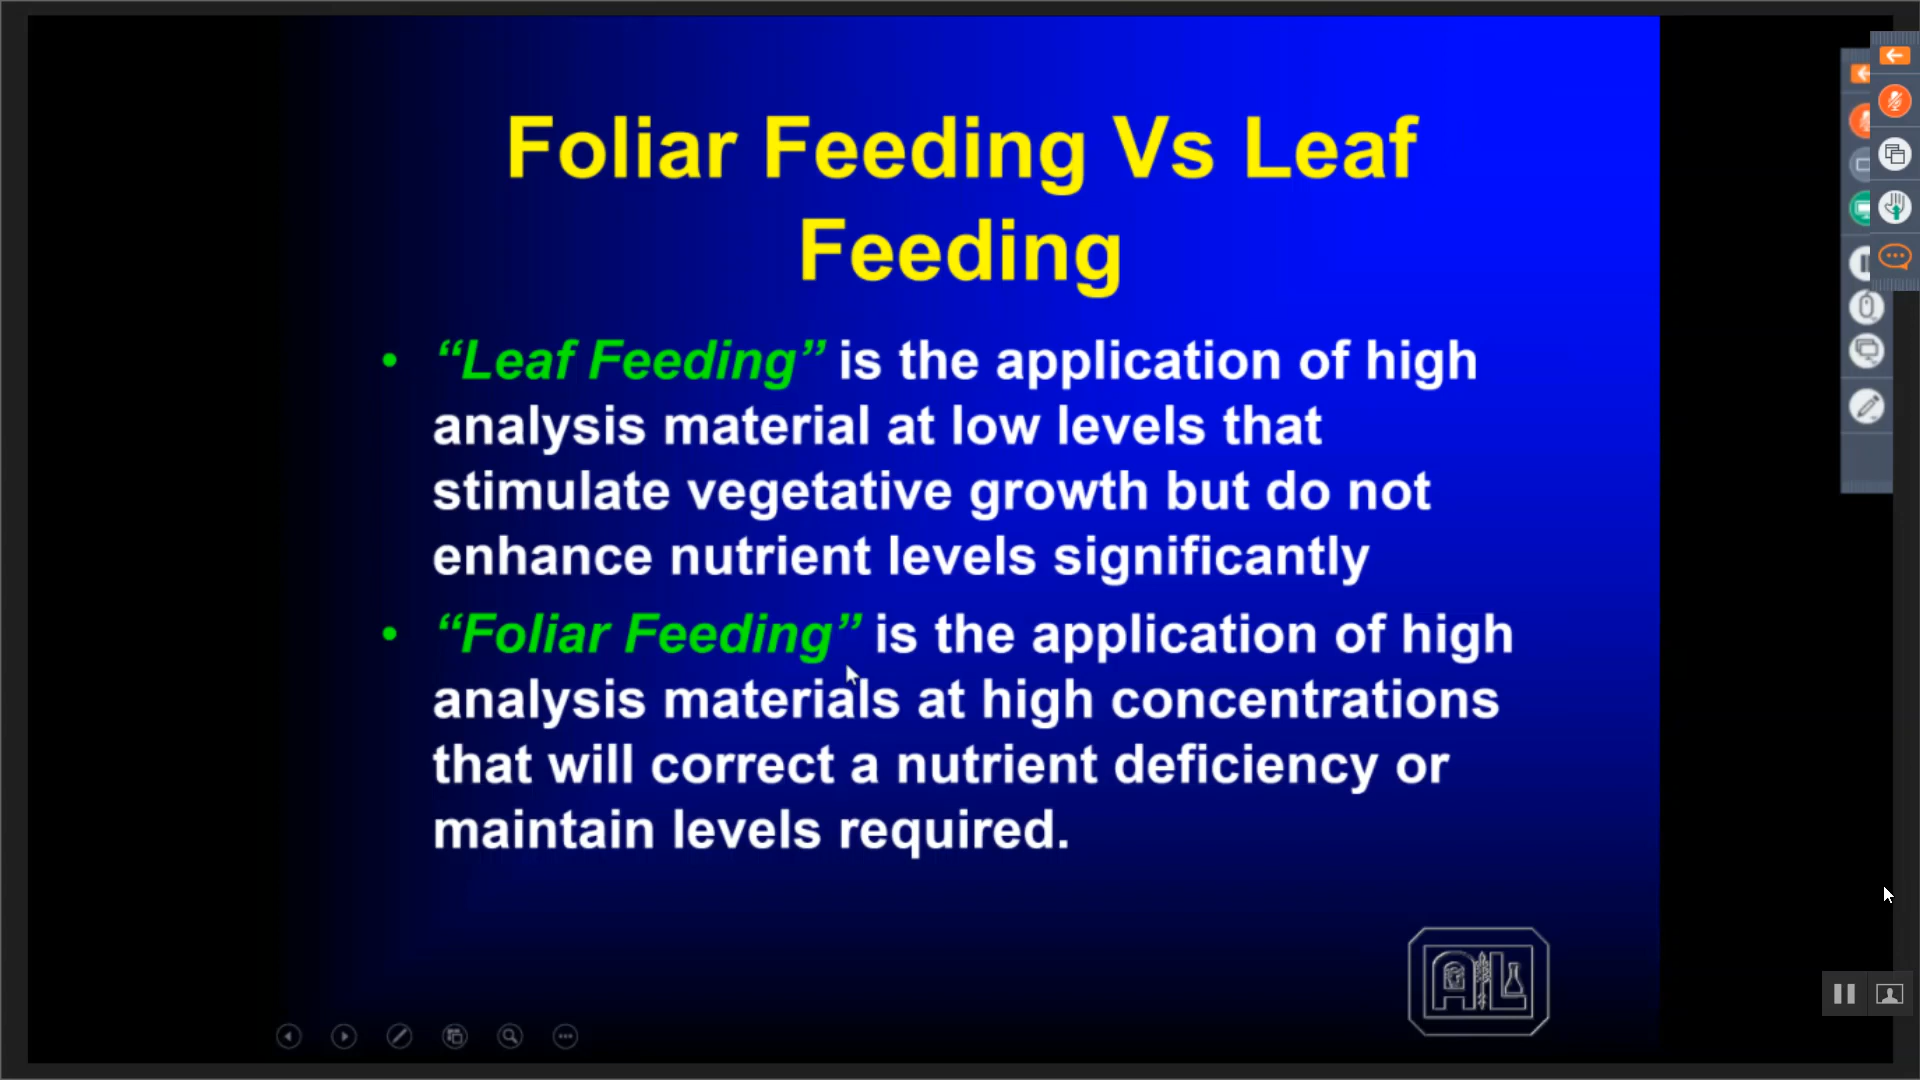 Foliar Feeding Vs Leaf
Feeding
• “Leaf Feeding” is the application of high
analysis material at low levels that
stimulate vegetative growth but do not
enhance nutrient levels significantly
• “Foliar Feeding” is the application of high
analysis materials at high concentrations
that will correct a nutrient deficiency or
maintain levels required.
AL